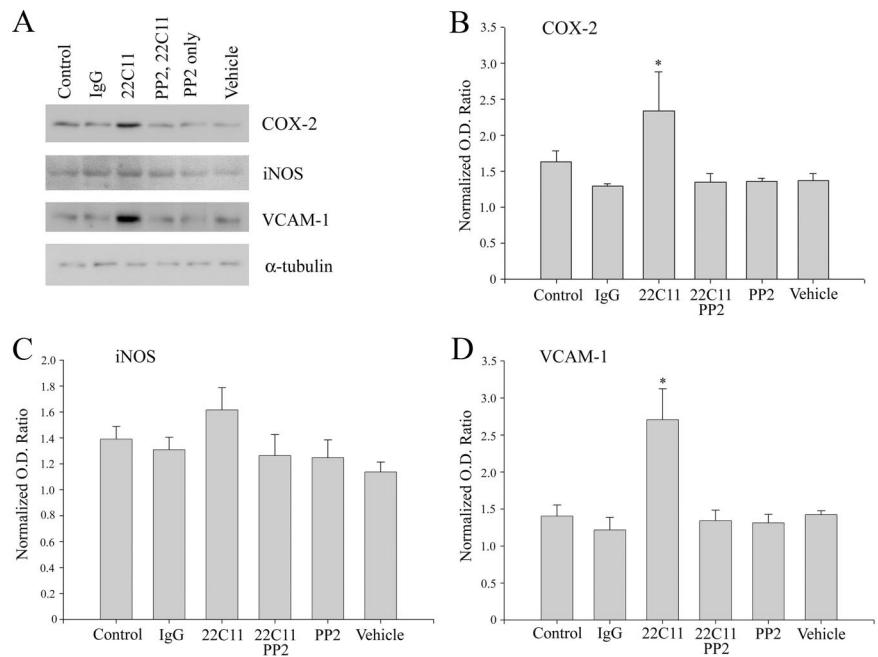 A
Control
IgG
22C11
PP2, 22C11
PP2 only
Vehicle
COX-2
iNOS
VCAM-1
α-tubulin
B
COX-2
Normalized O.D. Ratio
3.5
3.0
2.5
2.0
1.5
1.0
0.5
0
*
Control
IgG
22C11
22C11
PP2
PP2
Vehicle
C
iNOS
Normalized O.D. Ratio
2.0
1.8
1.6
1.4
1.2
1.0
0.8
0.6
0.4
0.2
0
Control
IgG
22C11
22C11
PP2
PP2
Vehicle
D
VCAM-1
Normalized O.D. Ratio
3.5
3.0
2.5
2.0
1.5
1.0
0.5
0
*
Control
IgG
22C11
22C11
PP2
PP2
Vehicle